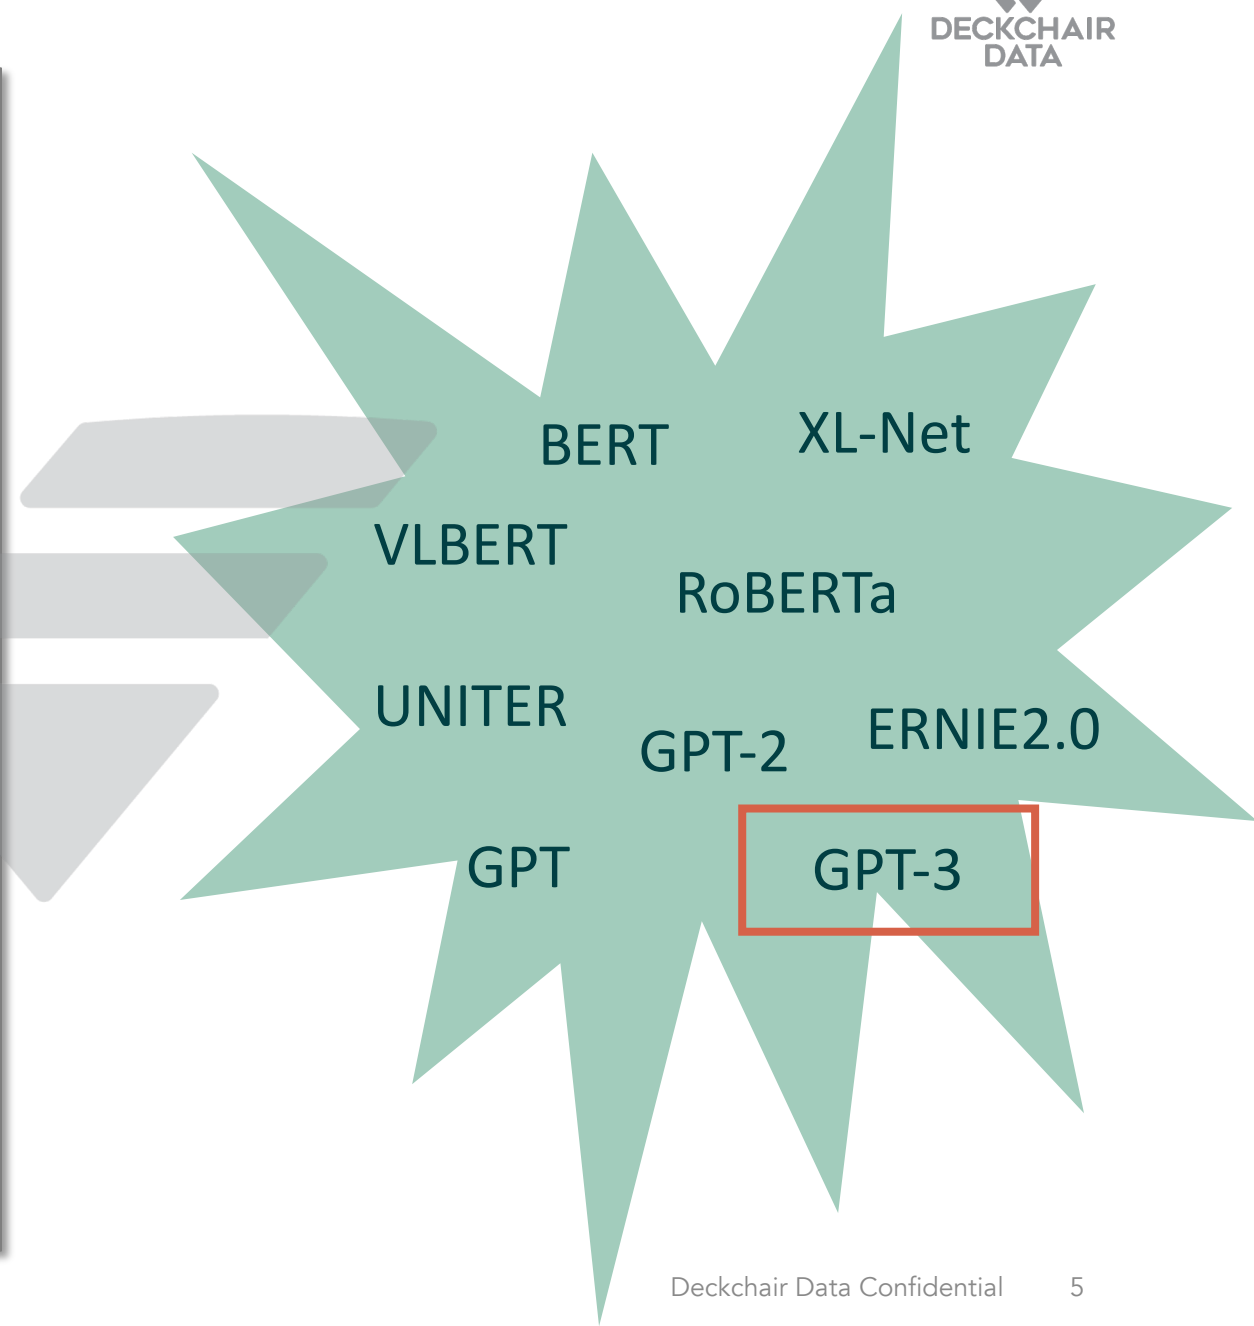 DECKCHAIR
DATA
BERT
XL-Net
VLBERT
RoBERTa
UNITER
GPT-2
ERNIE2.0
GPT
GPT-3
Deckchair Data Confidential 5